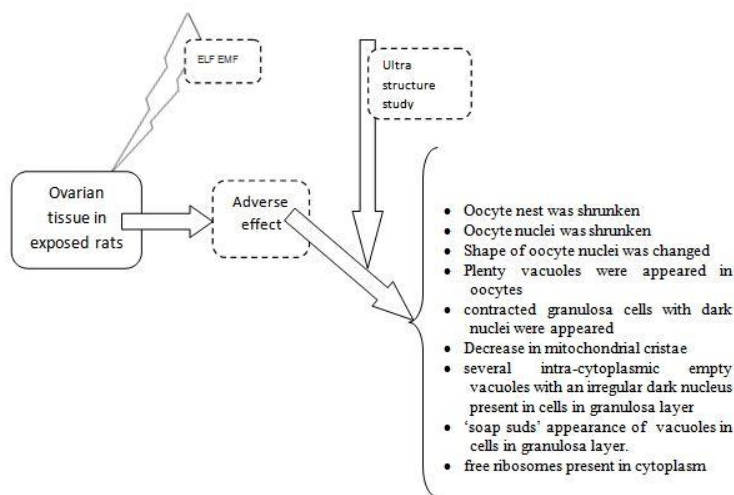 ELF EMF
Ultra
structure
study
Ovarian
tissue in
exposed rats
Adverse
effect
• Oocyte nest was shrunken
• Oocyte nuclei was shrunken
• Shape of oocyte nuclei was changed
• Plenty vacuoles were appeared in
oocytes
• contracted granulosa cells with dark
nuclei were appeared
• Decrease in mitochondrial cristae
• several intra-cytoplasmic empty
vacuoles with an irregular dark nucleus
present in cells in granulosa layer
• ‘soap suds’ appearance of vacuoles in
cells in granulosa layer.
• free ribosomes present in cytoplasm